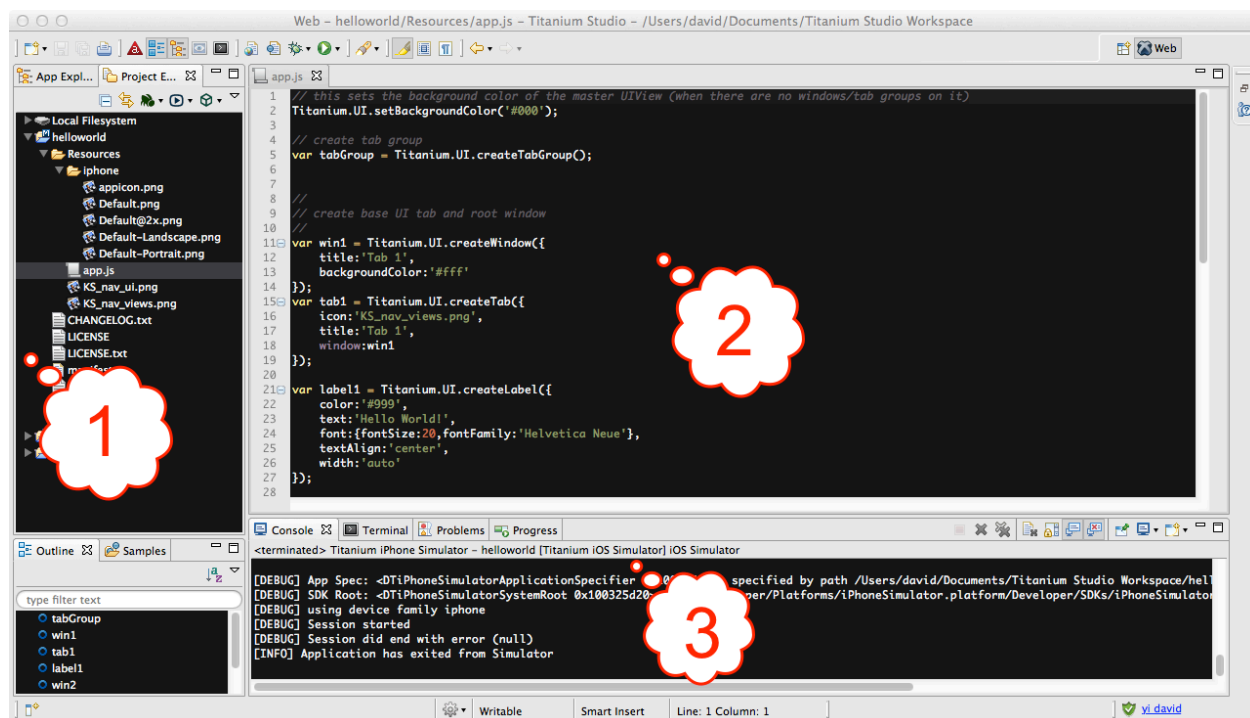 Web – helloworld/Resources/app.js – Titanium Studio – /Users/david/Documents/Titanium Studio Workspace
Web
App Expl... Project E...
Local Filesystem
helloworld
Resources
iphone
appicon.png
Default.png
Default@2x.png
Default-Landscape.png
Default-Portrait.png
app.js
KS_nav_ui.png
KS_nav_views.png
CHANGELOG.txt
LICENSE
LICENSE.txt
1
app.js
1 // this sets the background color of the master UIView (when there are no windows/tab groups on it)
2 Titanium.UI.setBackgroundColor('#000');
3
4 // create tab group
5 var tabGroup = Titanium.UI.createTabGroup();
6
7
8 //
9 // create base UI tab and root window
10 //
11 var win1 = Titanium.UI.createWindow({
12 title:'Tab 1',
13 backgroundColor:'#fff'
14 });
15 var tab1 = Titanium.UI.createTab({
16 icon:'KS_nav_views.png',
17 title:'Tab 1',
18 window:win1
19 });
20
21 var label1 = Titanium.UI.createLabel({
22 color:'#999',
23 text:'Hello World!',
24 font:{fontSize:20,fontFamily:'Helvetica Neue'},
25 textAlign:'center',
26 width:'auto'
27 });
28
2
Outline Samples
type filter text
tabGroup
win1
tab1
label1
win2
Console Terminal Problems Progress
<terminated> Titanium iPhone Simulator - helloworld [Titanium iOS Simulator] iOS Simulator
[DEBUG] App Spec: <DTiPhoneSimulatorApplicationSpecifier specified by path /Users/david/Documents/Titanium Studio Workspace/hell
[DEBUG] SDK Root: <DTiPhoneSimulatorSystemRoot 0x100325d20 per/Platforms/iPhoneSimulator.platform/Developer/SDKs/iPhoneSimulator
[DEBUG] using device family iphone
[DEBUG] Session started
[DEBUG] Session did end with error (null)
[INFO] Application has exited from Simulator
3
Writable Smart Insert Line: 1 Column: 1 yi david